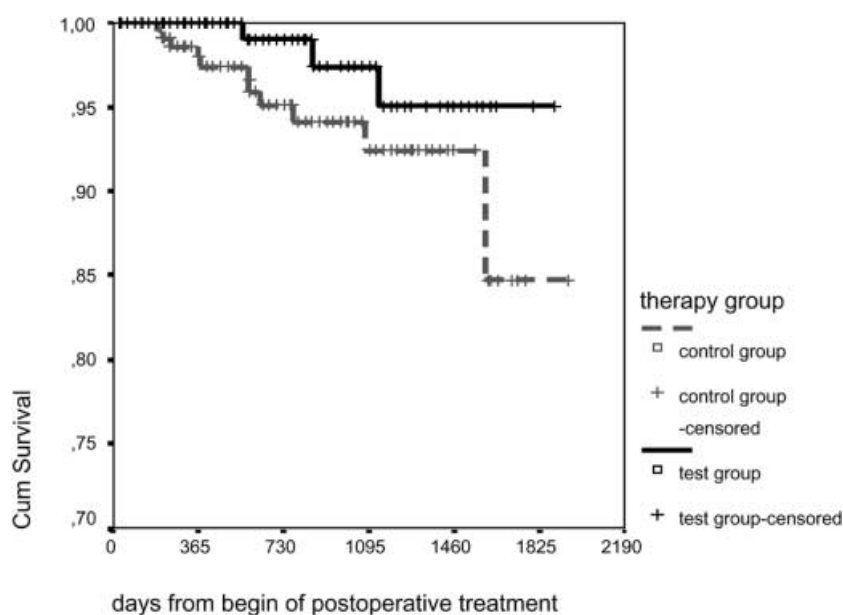 1,00
,95
,90
,85
,80
,75
,70
Cum Survival
0 365 730 1095 1460 1825 2190
days from begin of postoperative treatment
therapy group
control group
control group
-censored
test group
test group-censored